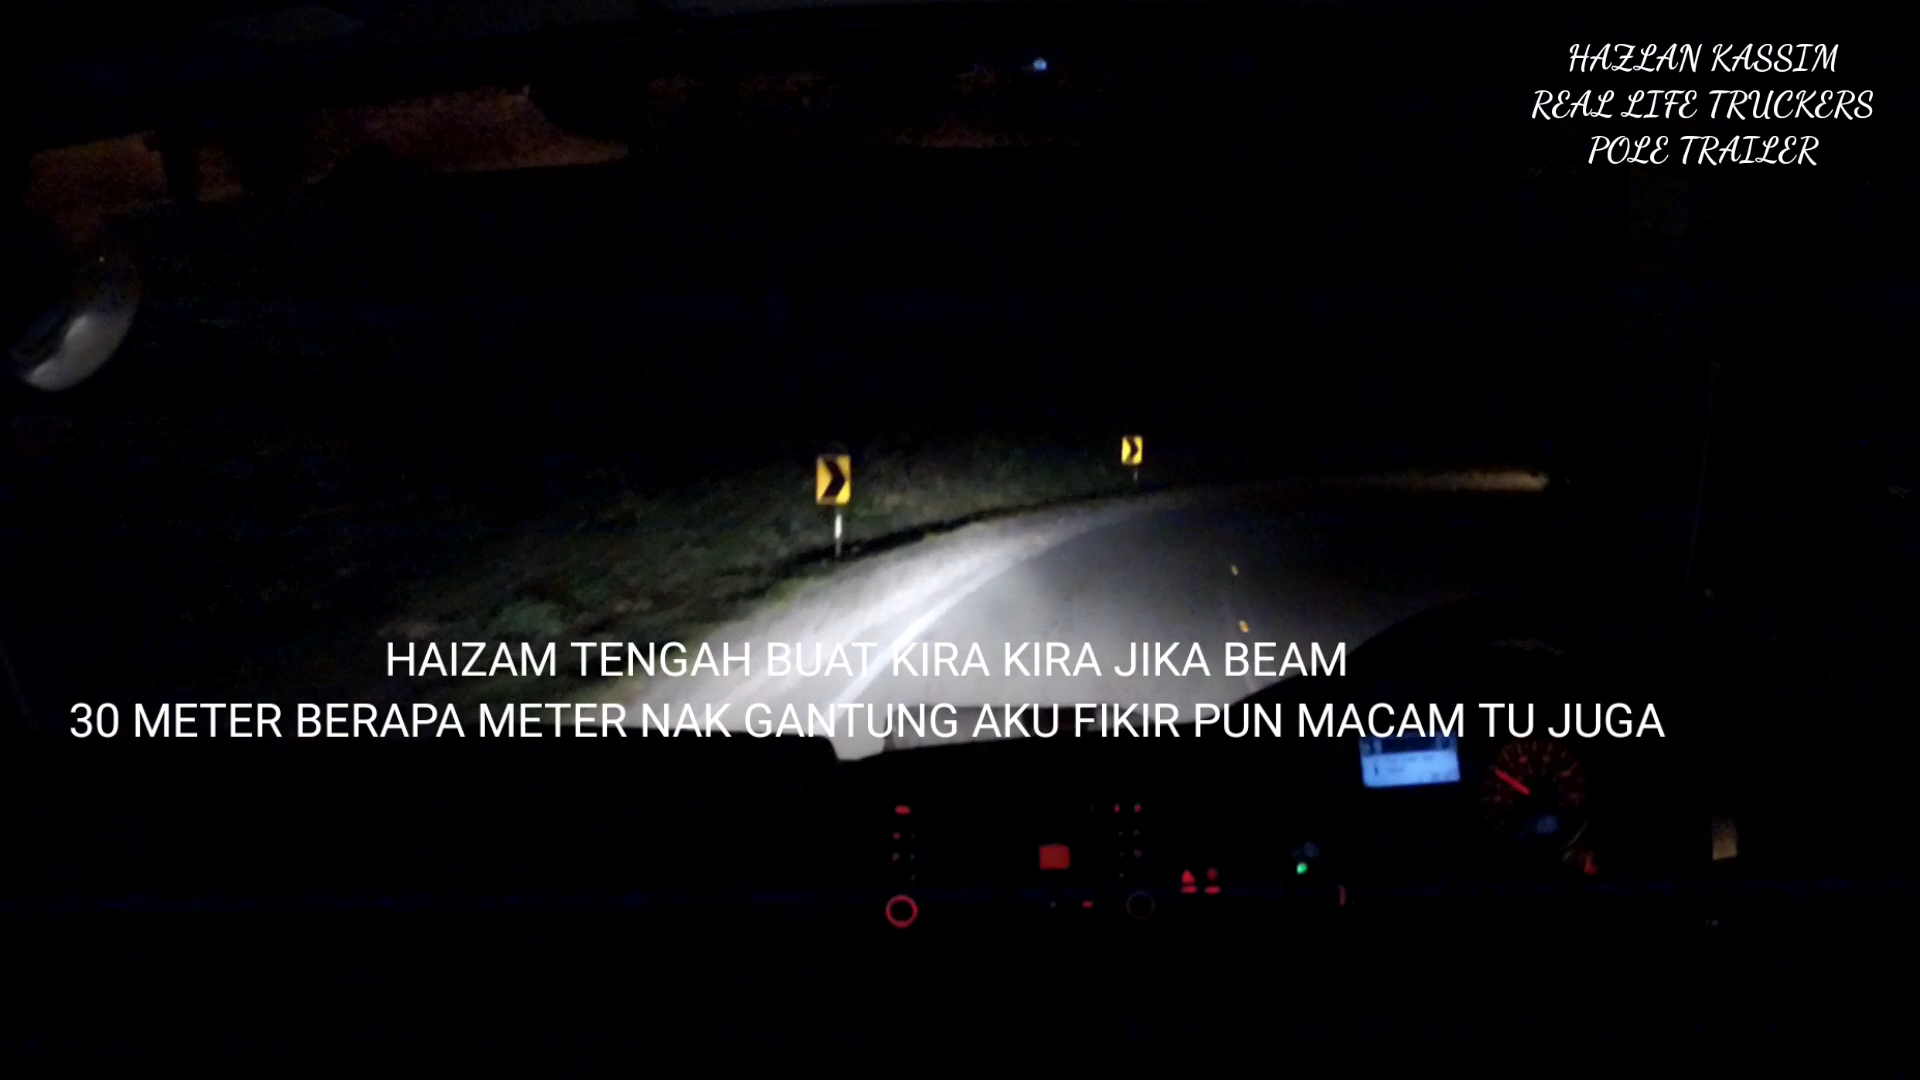 HAZLAN KASSIM
REAL LIFE TRUCKERS
POLE TRAILER
HAIZAM TENGAH BUAT KIRA KIRA JIKA BEAM
30 METER BERAPA METER NAK GANTUNG AKU FIKIR PUN MACAM TU JUGA